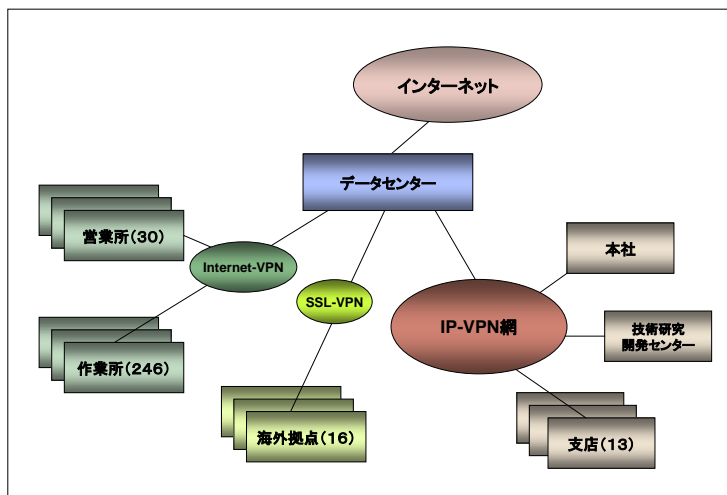 インターネット
データセンター
営業所(30)
Internet-VPN
本社
SSL-VPN
IP-VPN網
技術研究
開発センター
作業所(246)
海外拠点(16)
支店(13)